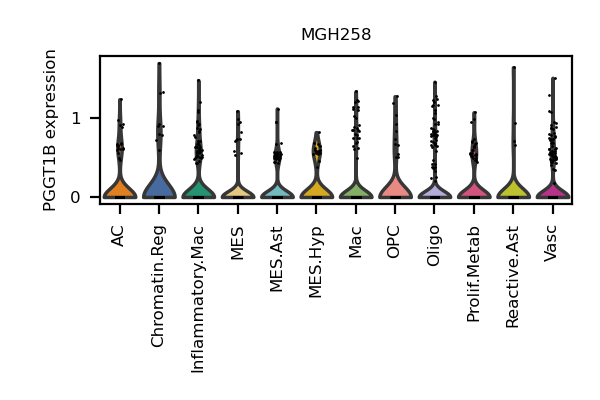 MGH258
PGGT1B expression
1
0
AC
Chromatin.Reg
Inflammatory.Mac
MES
MES.Ast
MES.Hyp
Mac
OPC
Oligo
Prolif.Metab
Reactive.Ast
Vasc